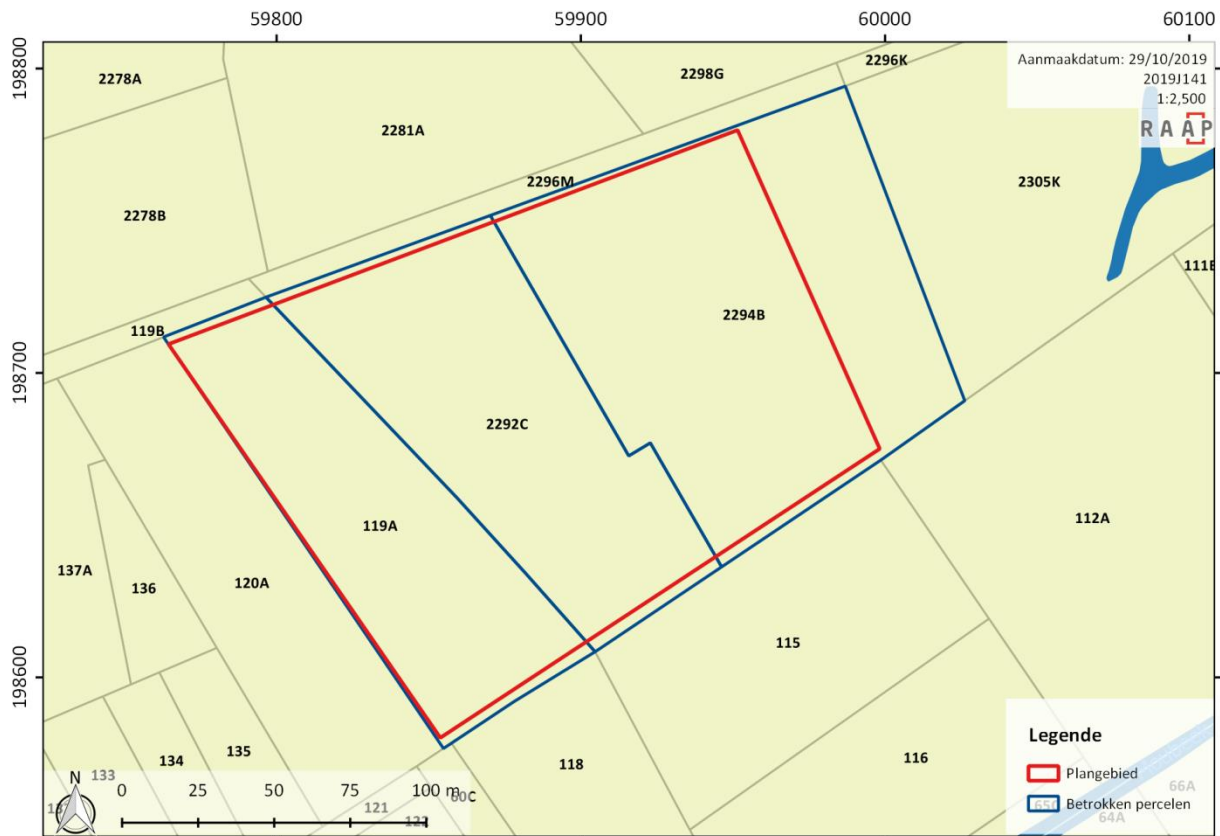 59800 59900 60000 60100
198800
198700
198600
Aanmaakdatum: 29/10/2019
2019J141
1:2,500
RAAP
2278A
2298G
2296K
2281A
2296M
2305K
2278B
111E
119B
2294B
2292C
119A
112A
137A
136
120A
115
135
134
118
116
133
121
60C
66A
65C
64A
N
0 25 50 75 100 m
Legende
Plangebied
Betrokken percelen